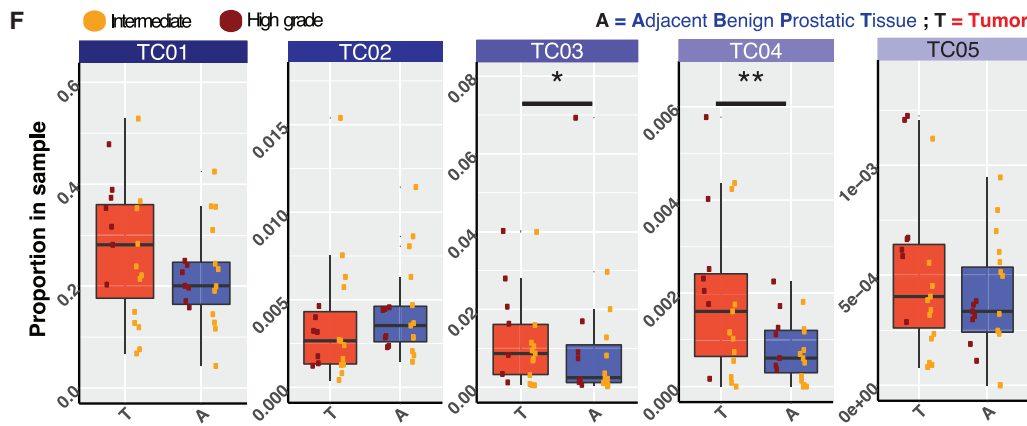 F Intermediate High grade A = Adjacent Benign Prostatic Tissue ; T = Tumor
TC01 TC02 TC03 TC04 TC05
Proportion in sample
0.6
0.4
0.2
0.0
T A
0.015
0.010
0.005
0.000
T A
*
0.08
0.06
0.04
0.02
0.00
T A
**
0.006
0.004
0.002
0.000
T A
1e−03
5e−04
0e+00
T A